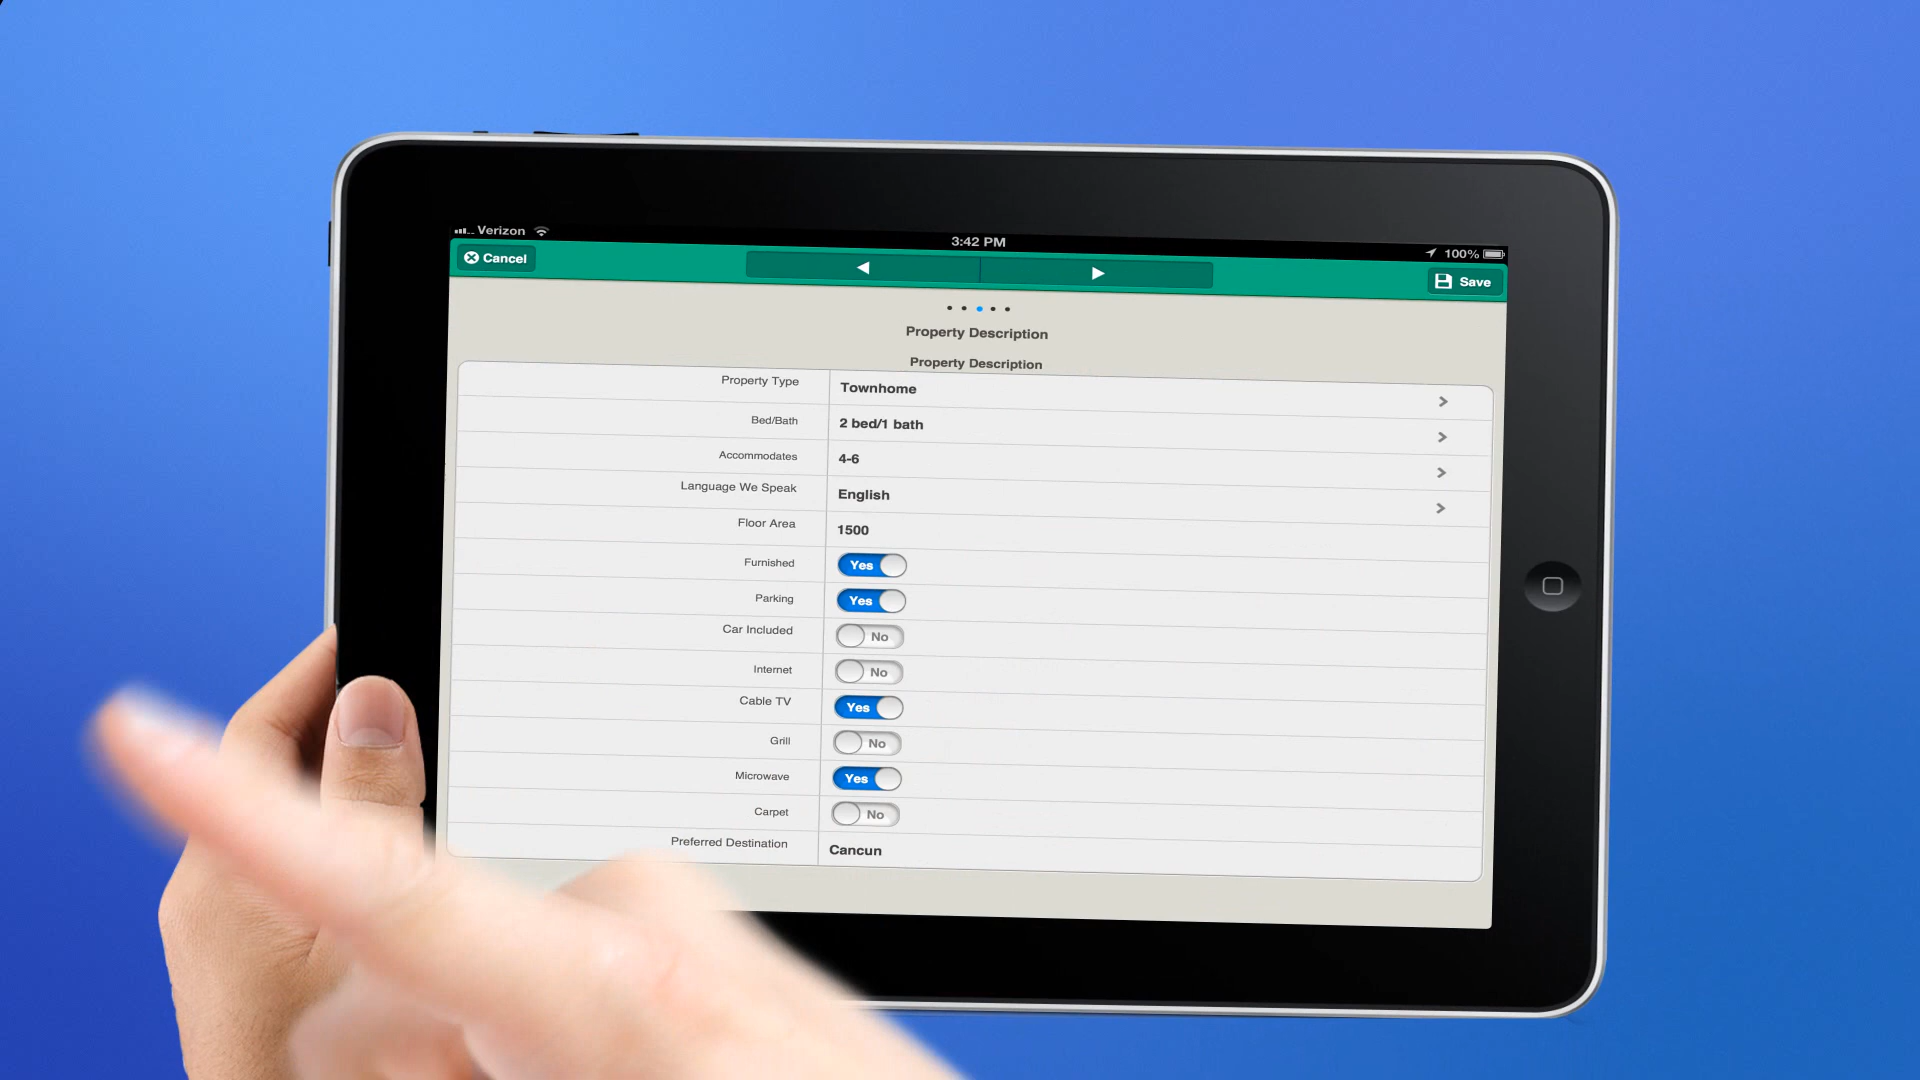 Verizon
3:42 PM
100%
Cancel
Save
Property Description
Property Description
Property Type Townhome
Bed/Bath 2 bed/1 bath
Accommodates 4-6
Language We Speak English
Floor Area 1500
Furnished Yes
Parking Yes
Car Included No
Internet No
Cable TV Yes
Grill No
Microwave Yes
Carpet No
Preferred Destination Cancun